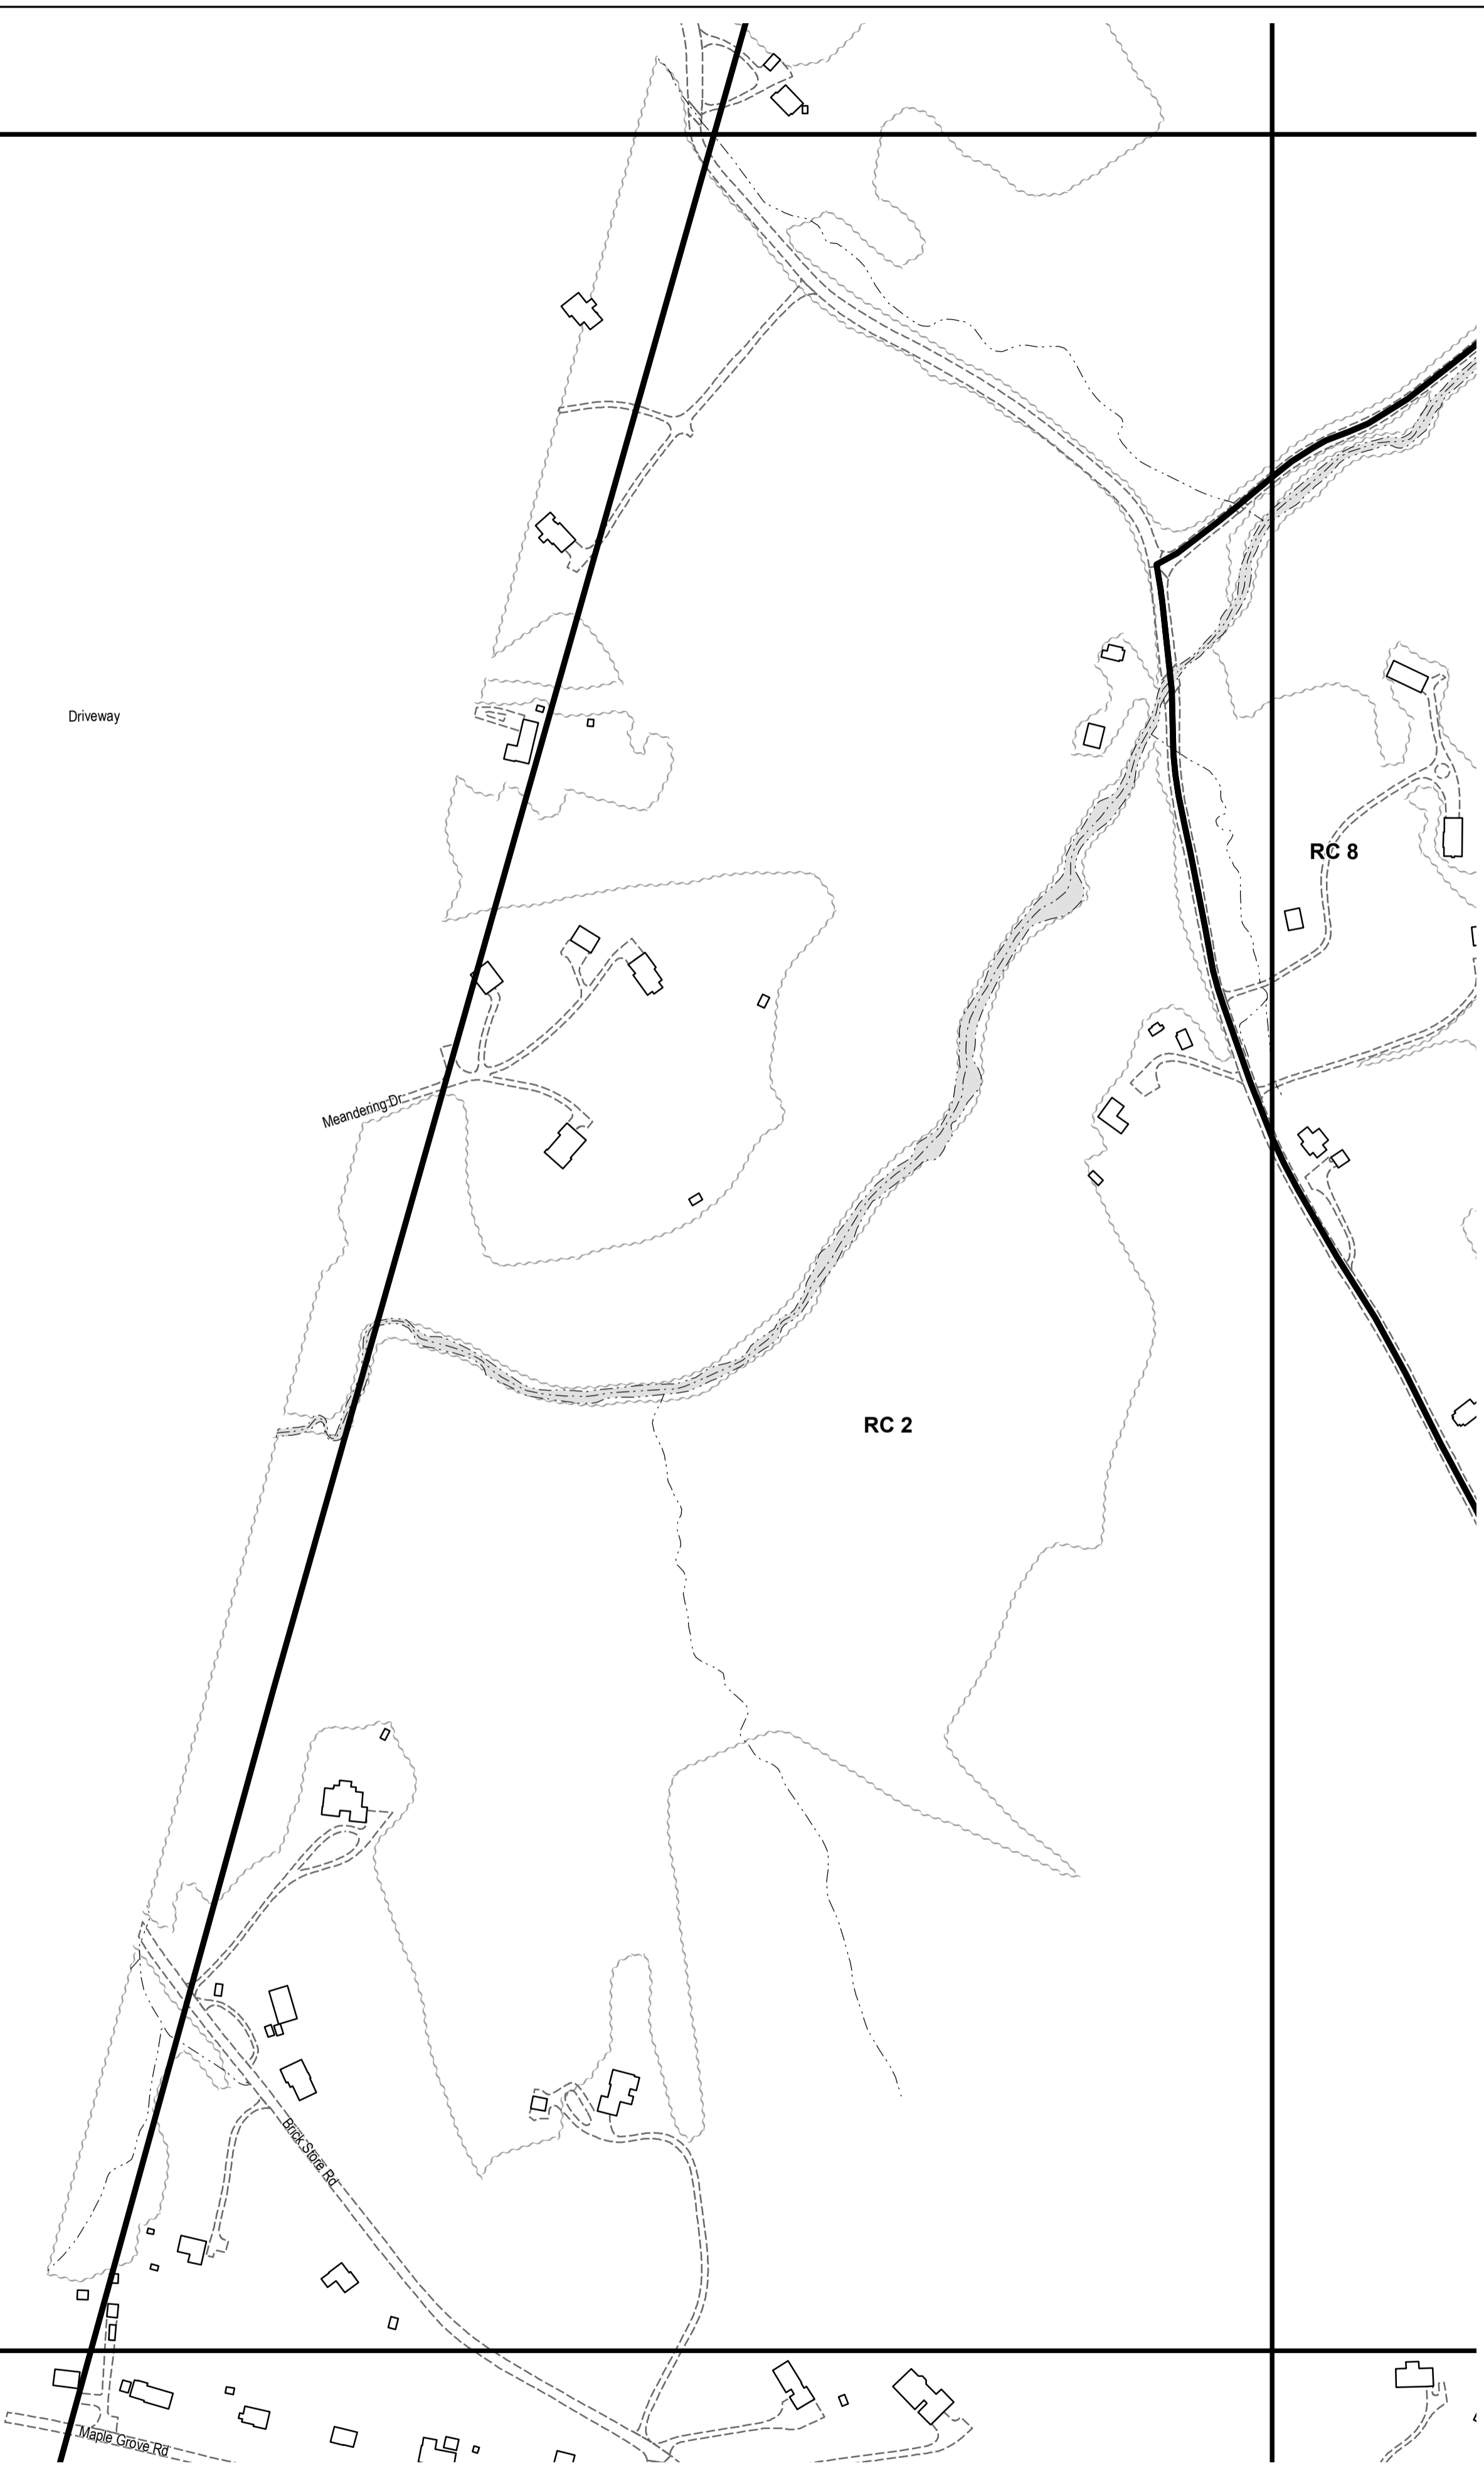 Driveway
RC 8
Meandering Dr
RC 2
Brick Store Rd
Maple Grove Rd